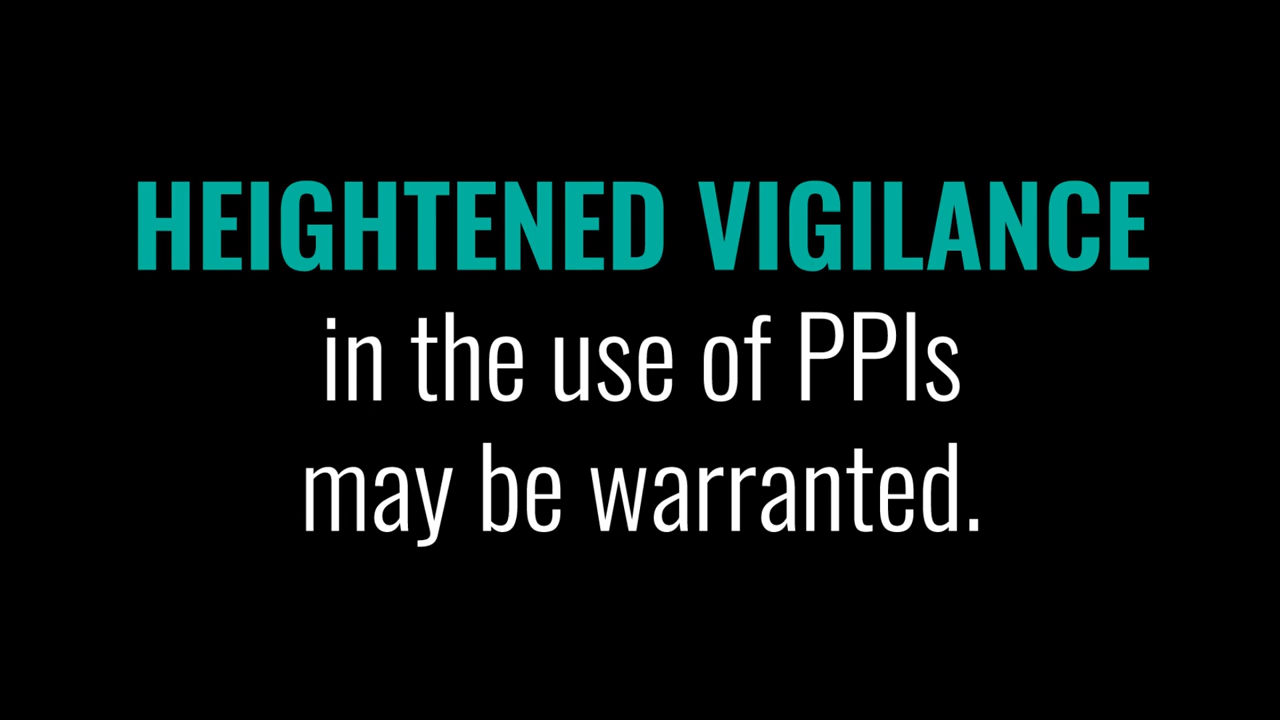 HEIGHTENED VIGILANCE
in the use of PPIs
may be warranted.